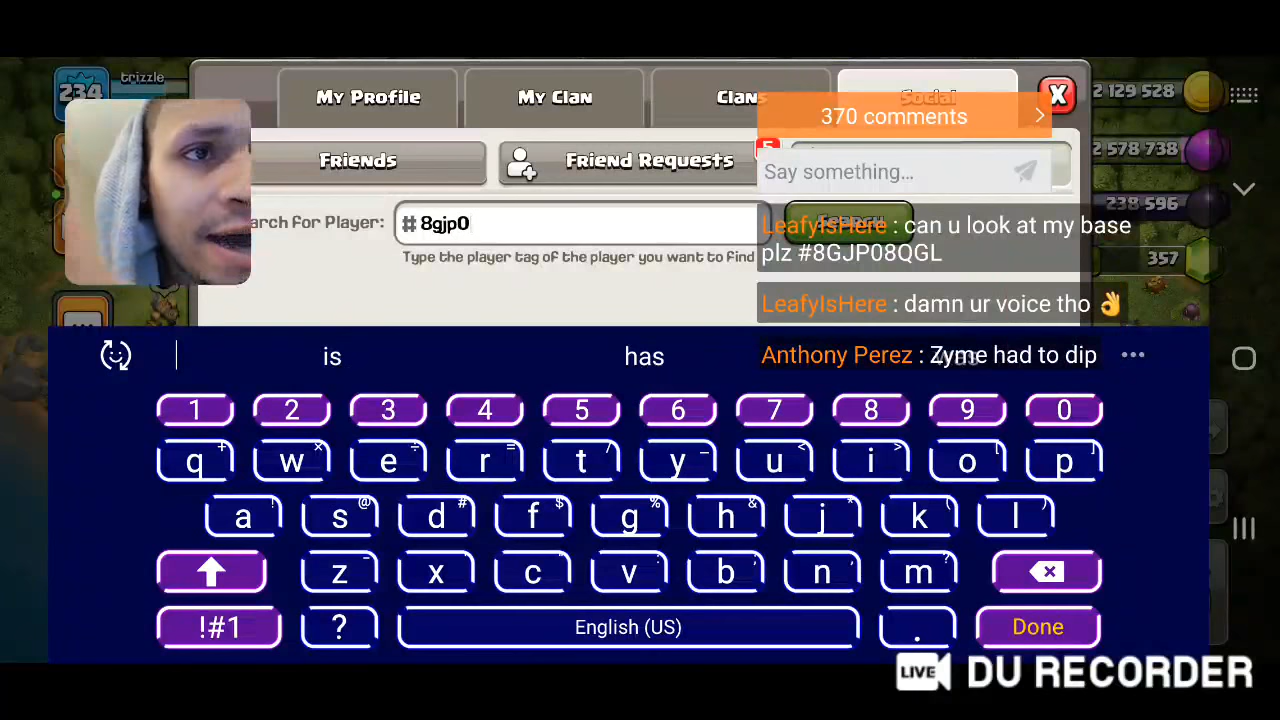 trizzle
234
My Profile
My Clan
Clans
Social
X
2 129 528
370 comments >
Friends
Friend Requests
5
2 578 738
Say something...
238 596
arch for Player:
# 8gjp0
Search
LeafyIsHere : can u look at my base
plz #8GJP08QGL
Type the player tag of the player you want to find
357
LeafyIsHere : damn ur voice tho 👌
is
has
was
Anthony Perez : Zyme had to dip
1 2 3 4 5 6 7 8 9 0
q + w × e ÷ r = t / y _ u < i > o [ p ]
a ! s @ d # f $ g % h & j * k ( l )
z - x ' c " v : b ; n , m ?
!#1 ? English (US) . Done
LIVE DU RECORDER